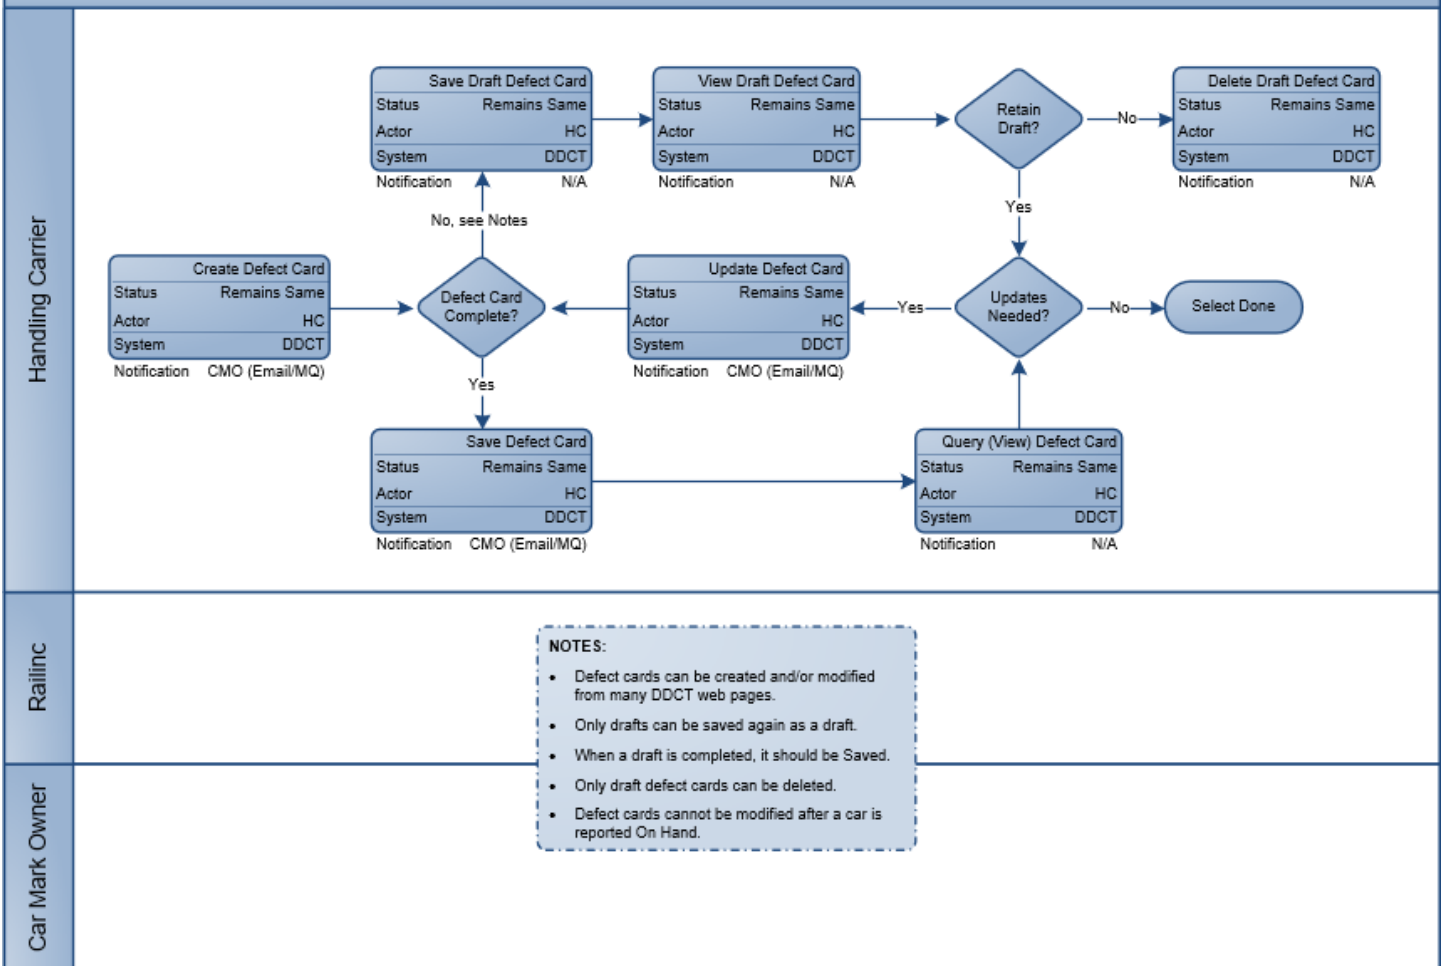 Handling Carrier
Save Draft Defect Card
Status Remains Same
Actor HC
System DDCT
Notification N/A
View Draft Defect Card
Status Remains Same
Actor HC
System DDCT
Notification N/A
Retain
Draft?
No
Delete Draft Defect Card
Status Remains Same
Actor HC
System DDCT
Notification N/A
No, see Notes
Yes
Create Defect Card
Status Remains Same
Actor HC
System DDCT
Notification CMO (Email/MQ)
Defect Card
Complete?
Update Defect Card
Status Remains Same
Actor HC
System DDCT
Notification CMO (Email/MQ)
Yes
Updates
Needed?
No
Select Done
Yes
Save Defect Card
Status Remains Same
Actor HC
System DDCT
Notification CMO (Email/MQ)
Query (View) Defect Card
Status Remains Same
Actor HC
System DDCT
Notification N/A
Railinc
NOTES:
• Defect cards can be created and/or modified
from many DDCT web pages.
• Only drafts can be saved again as a draft.
• When a draft is completed, it should be Saved.
• Only draft defect cards can be deleted.
• Defect cards cannot be modified after a car is
reported On Hand.
Car Mark Owner